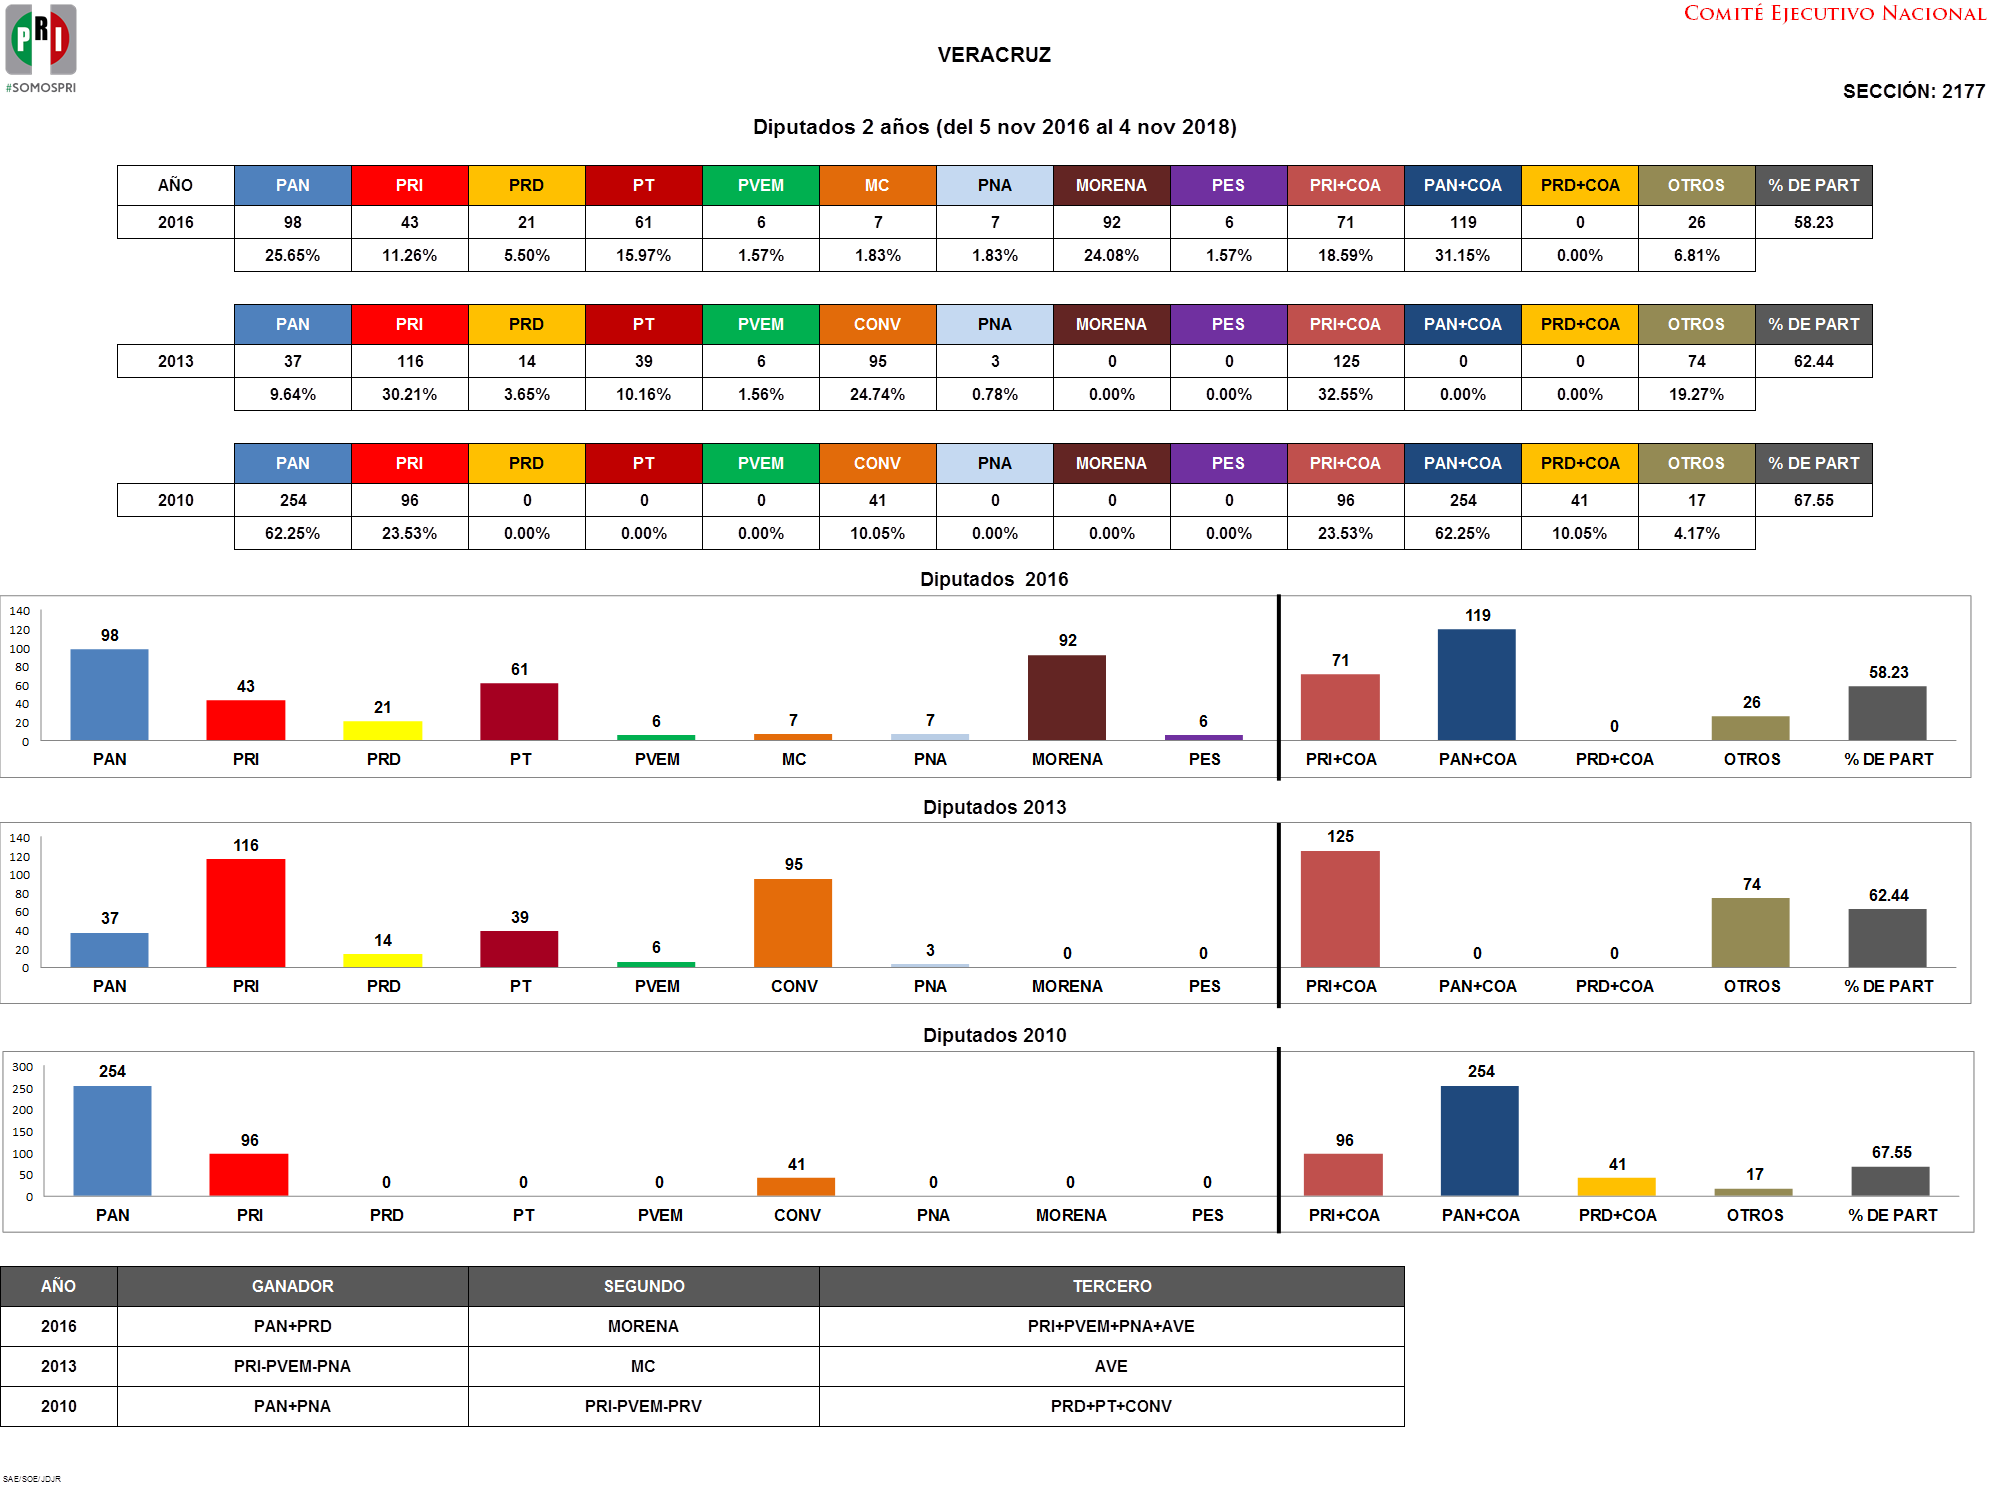 PRI
#SOMOSPRI
COMITÉ EJECUTIVO NACIONAL
VERACRUZ
SECCIÓN: 2177
Diputados 2 años (del 5 nov 2016 al 4 nov 2018)
AÑO PAN PRI PRD PT PVEM MC PNA MORENA PES PRI+COA PAN+COA PRD+COA OTROS % DE PART
2016 98 43 21 61 6 7 7 92 6 71 119 0 26 58.23
25.65% 11.26% 5.50% 15.97% 1.57% 1.83% 1.83% 24.08% 1.57% 18.59% 31.15% 0.00% 6.81%
PAN PRI PRD PT PVEM CONV PNA MORENA PES PRI+COA PAN+COA PRD+COA OTROS % DE PART
2013 37 116 14 39 6 95 3 0 0 125 0 0 74 62.44
9.64% 30.21% 3.65% 10.16% 1.56% 24.74% 0.78% 0.00% 0.00% 32.55% 0.00% 0.00% 19.27%
PAN PRI PRD PT PVEM CONV PNA MORENA PES PRI+COA PAN+COA PRD+COA OTROS % DE PART
2010 254 96 0 0 0 41 0 0 0 96 254 41 17 67.55
62.25% 23.53% 0.00% 0.00% 0.00% 10.05% 0.00% 0.00% 0.00% 23.53% 62.25% 10.05% 4.17%
Diputados 2016
140
120
100
80
60
40
20
0
98 43 21 61 6 7 7 92 6 71 119 0 26 58.23
PAN PRI PRD PT PVEM MC PNA MORENA PES PRI+COA PAN+COA PRD+COA OTROS % DE PART
Diputados 2013
140
120
100
80
60
40
20
0
37 116 14 39 6 95 3 0 0 125 0 0 74 62.44
PAN PRI PRD PT PVEM CONV PNA MORENA PES PRI+COA PAN+COA PRD+COA OTROS % DE PART
Diputados 2010
300
250
200
150
100
50
0
254 96 0 0 0 41 0 0 0 96 254 41 17 67.55
PAN PRI PRD PT PVEM CONV PNA MORENA PES PRI+COA PAN+COA PRD+COA OTROS % DE PART
AÑO GANADOR SEGUNDO TERCERO
2016 PAN+PRD MORENA PRI+PVEM+PNA+AVE
2013 PRI-PVEM-PNA MC AVE
2010 PAN+PNA PRI-PVEM-PRV PRD+PT+CONV
SAE/SOE/JDJR